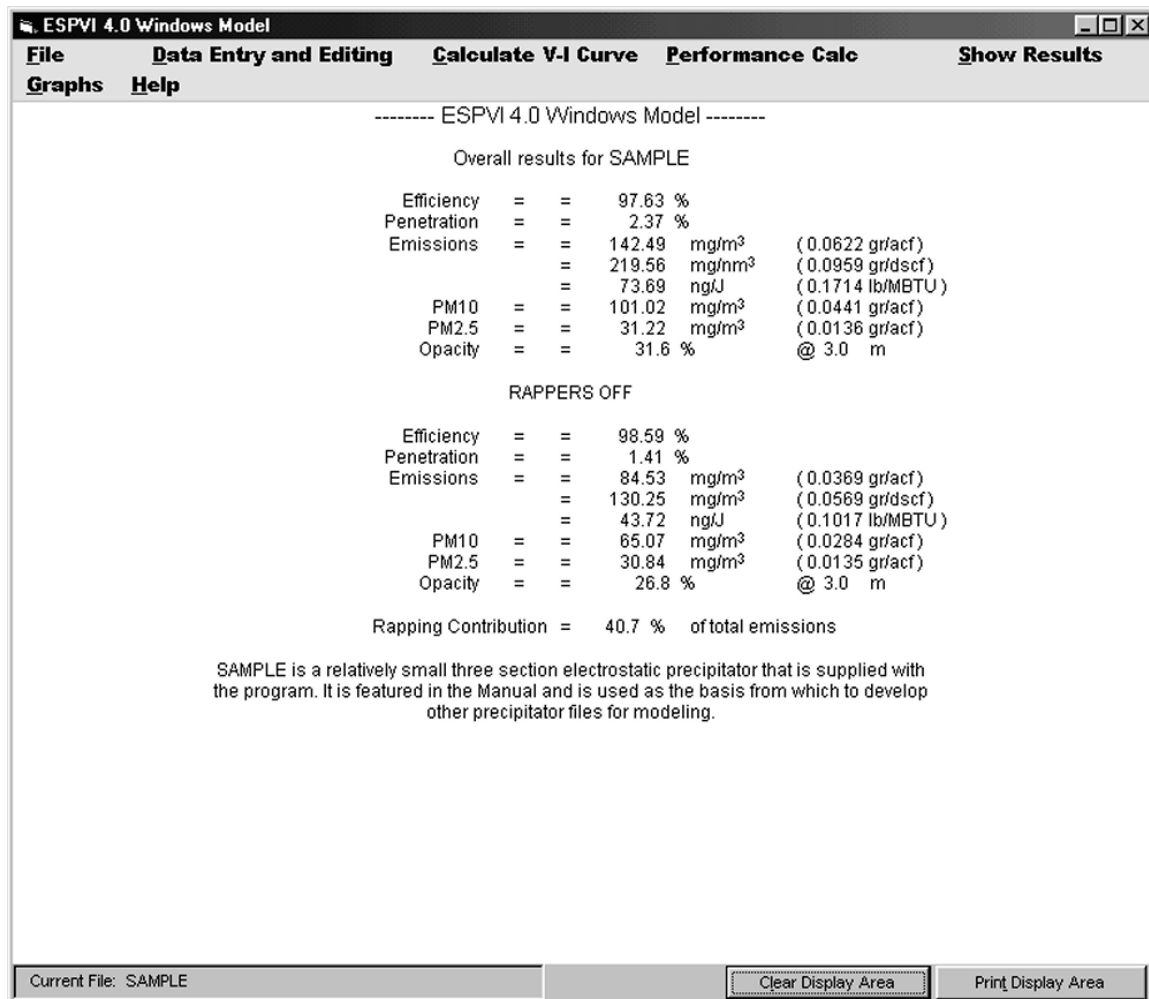 ESPVI 4.0 Windows Model
File Data Entry and Editing Calculate V-I Curve Performance Calc Show Results
Graphs Help
-------- ESPVI 4.0 Windows Model --------
Overall results for SAMPLE
Efficiency = = 97.63 %
Penetration = = 2.37 %
Emissions = = 142.49 mg/m³ ( 0.0622 gr/acf)
= 219.56 mg/nm³ ( 0.0959 gr/dscf)
= 73.69 ng/J ( 0.1714 lb/MBTU )
PM10 = = 101.02 mg/m³ ( 0.0441 gr/acf)
PM2.5 = = 31.22 mg/m³ ( 0.0136 gr/acf)
Opacity = = 31.6 % @ 3.0 m
RAPPERS OFF
Efficiency = = 98.59 %
Penetration = = 1.41 %
Emissions = = 84.53 mg/m³ ( 0.0369 gr/acf)
= 130.25 mg/m³ ( 0.0569 gr/dscf)
= 43.72 ng/J ( 0.1017 lb/MBTU )
PM10 = = 65.07 mg/m³ ( 0.0284 gr/acf)
PM2.5 = = 30.84 mg/m³ ( 0.0135 gr/acf)
Opacity = = 26.8 % @ 3.0 m
Rapping Contribution = 40.7 % of total emissions
SAMPLE is a relatively small three section electrostatic precipitator that is supplied with
the program. It is featured in the Manual and is used as the basis from which to develop
other precipitator files for modeling.
Current File: SAMPLE Clear Display Area Print Display Area